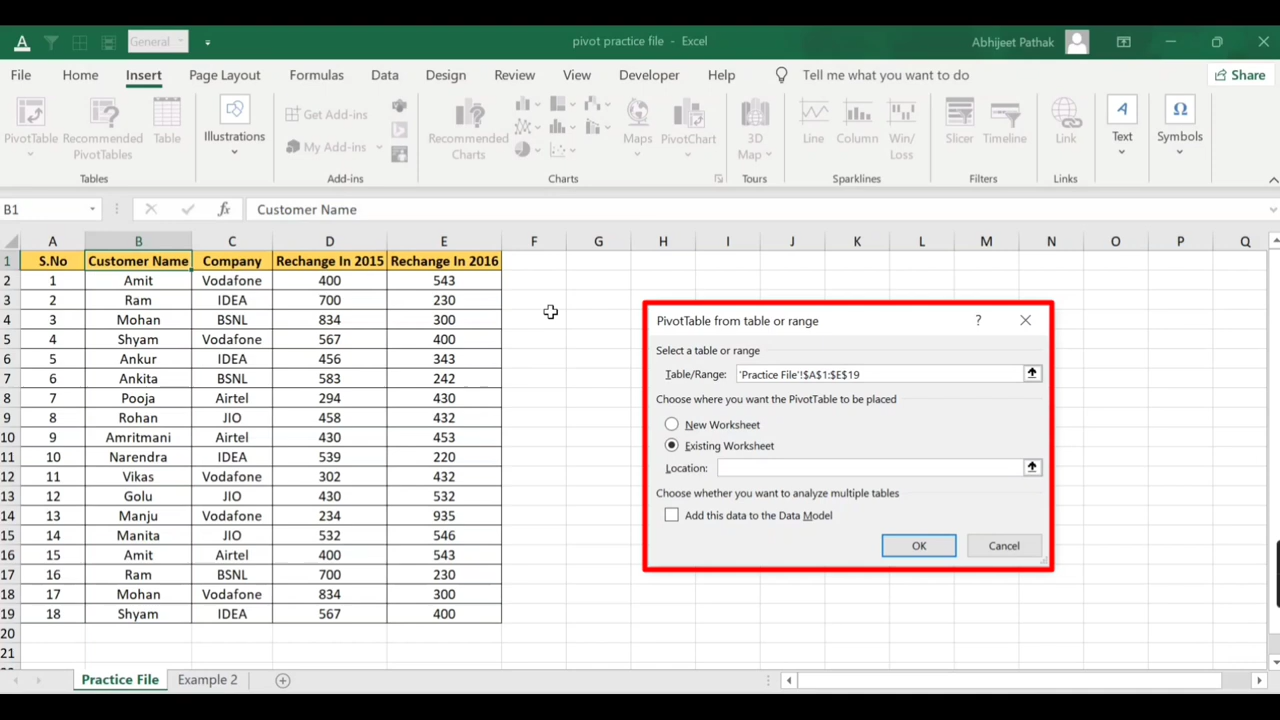 General
pivot practice file - Excel
Abhijeet Pathak
File Home Insert Page Layout Formulas Data Design Review View Developer Help Tell me what you want to do Share
PivotTable Recommended PivotTables Table
Tables
Illustrations
Get Add-ins
My Add-ins
Add-ins
Recommended Charts
Maps PivotChart
Charts
3D Map
Tours
Line Column Win/Loss
Sparklines
Slicer Timeline
Filters
Link
Links
Text
Symbols
B1 fx Customer Name
A B C D E F G H I J K L M N O P Q
1 S.No Customer Name Company Rechange In 2015 Rechange In 2016
2 1 Amit Vodafone 400 543
3 2 Ram IDEA 700 230
4 3 Mohan BSNL 834 300
5 4 Shyam Vodafone 567 400
6 5 Ankur IDEA 456 343
7 6 Ankita BSNL 583 242
8 7 Pooja Airtel 294 430
9 8 Rohan JIO 458 432
10 9 Amritmani Airtel 430 453
11 10 Narendra IDEA 539 220
12 11 Vikas Vodafone 302 432
13 12 Golu JIO 430 532
14 13 Manju Vodafone 234 935
15 14 Manita JIO 532 546
16 15 Amit Airtel 400 543
17 16 Ram BSNL 700 230
18 17 Mohan Vodafone 834 300
19 18 Shyam IDEA 567 400
20
21
PivotTable from table or range ?
Select a table or range
Table/Range: 'Practice File'!$A$1:$E$19
Choose where you want the PivotTable to be placed
New Worksheet
Existing Worksheet
Location:
Choose whether you want to analyze multiple tables
Add this data to the Data Model
OK Cancel
Practice File Example 2